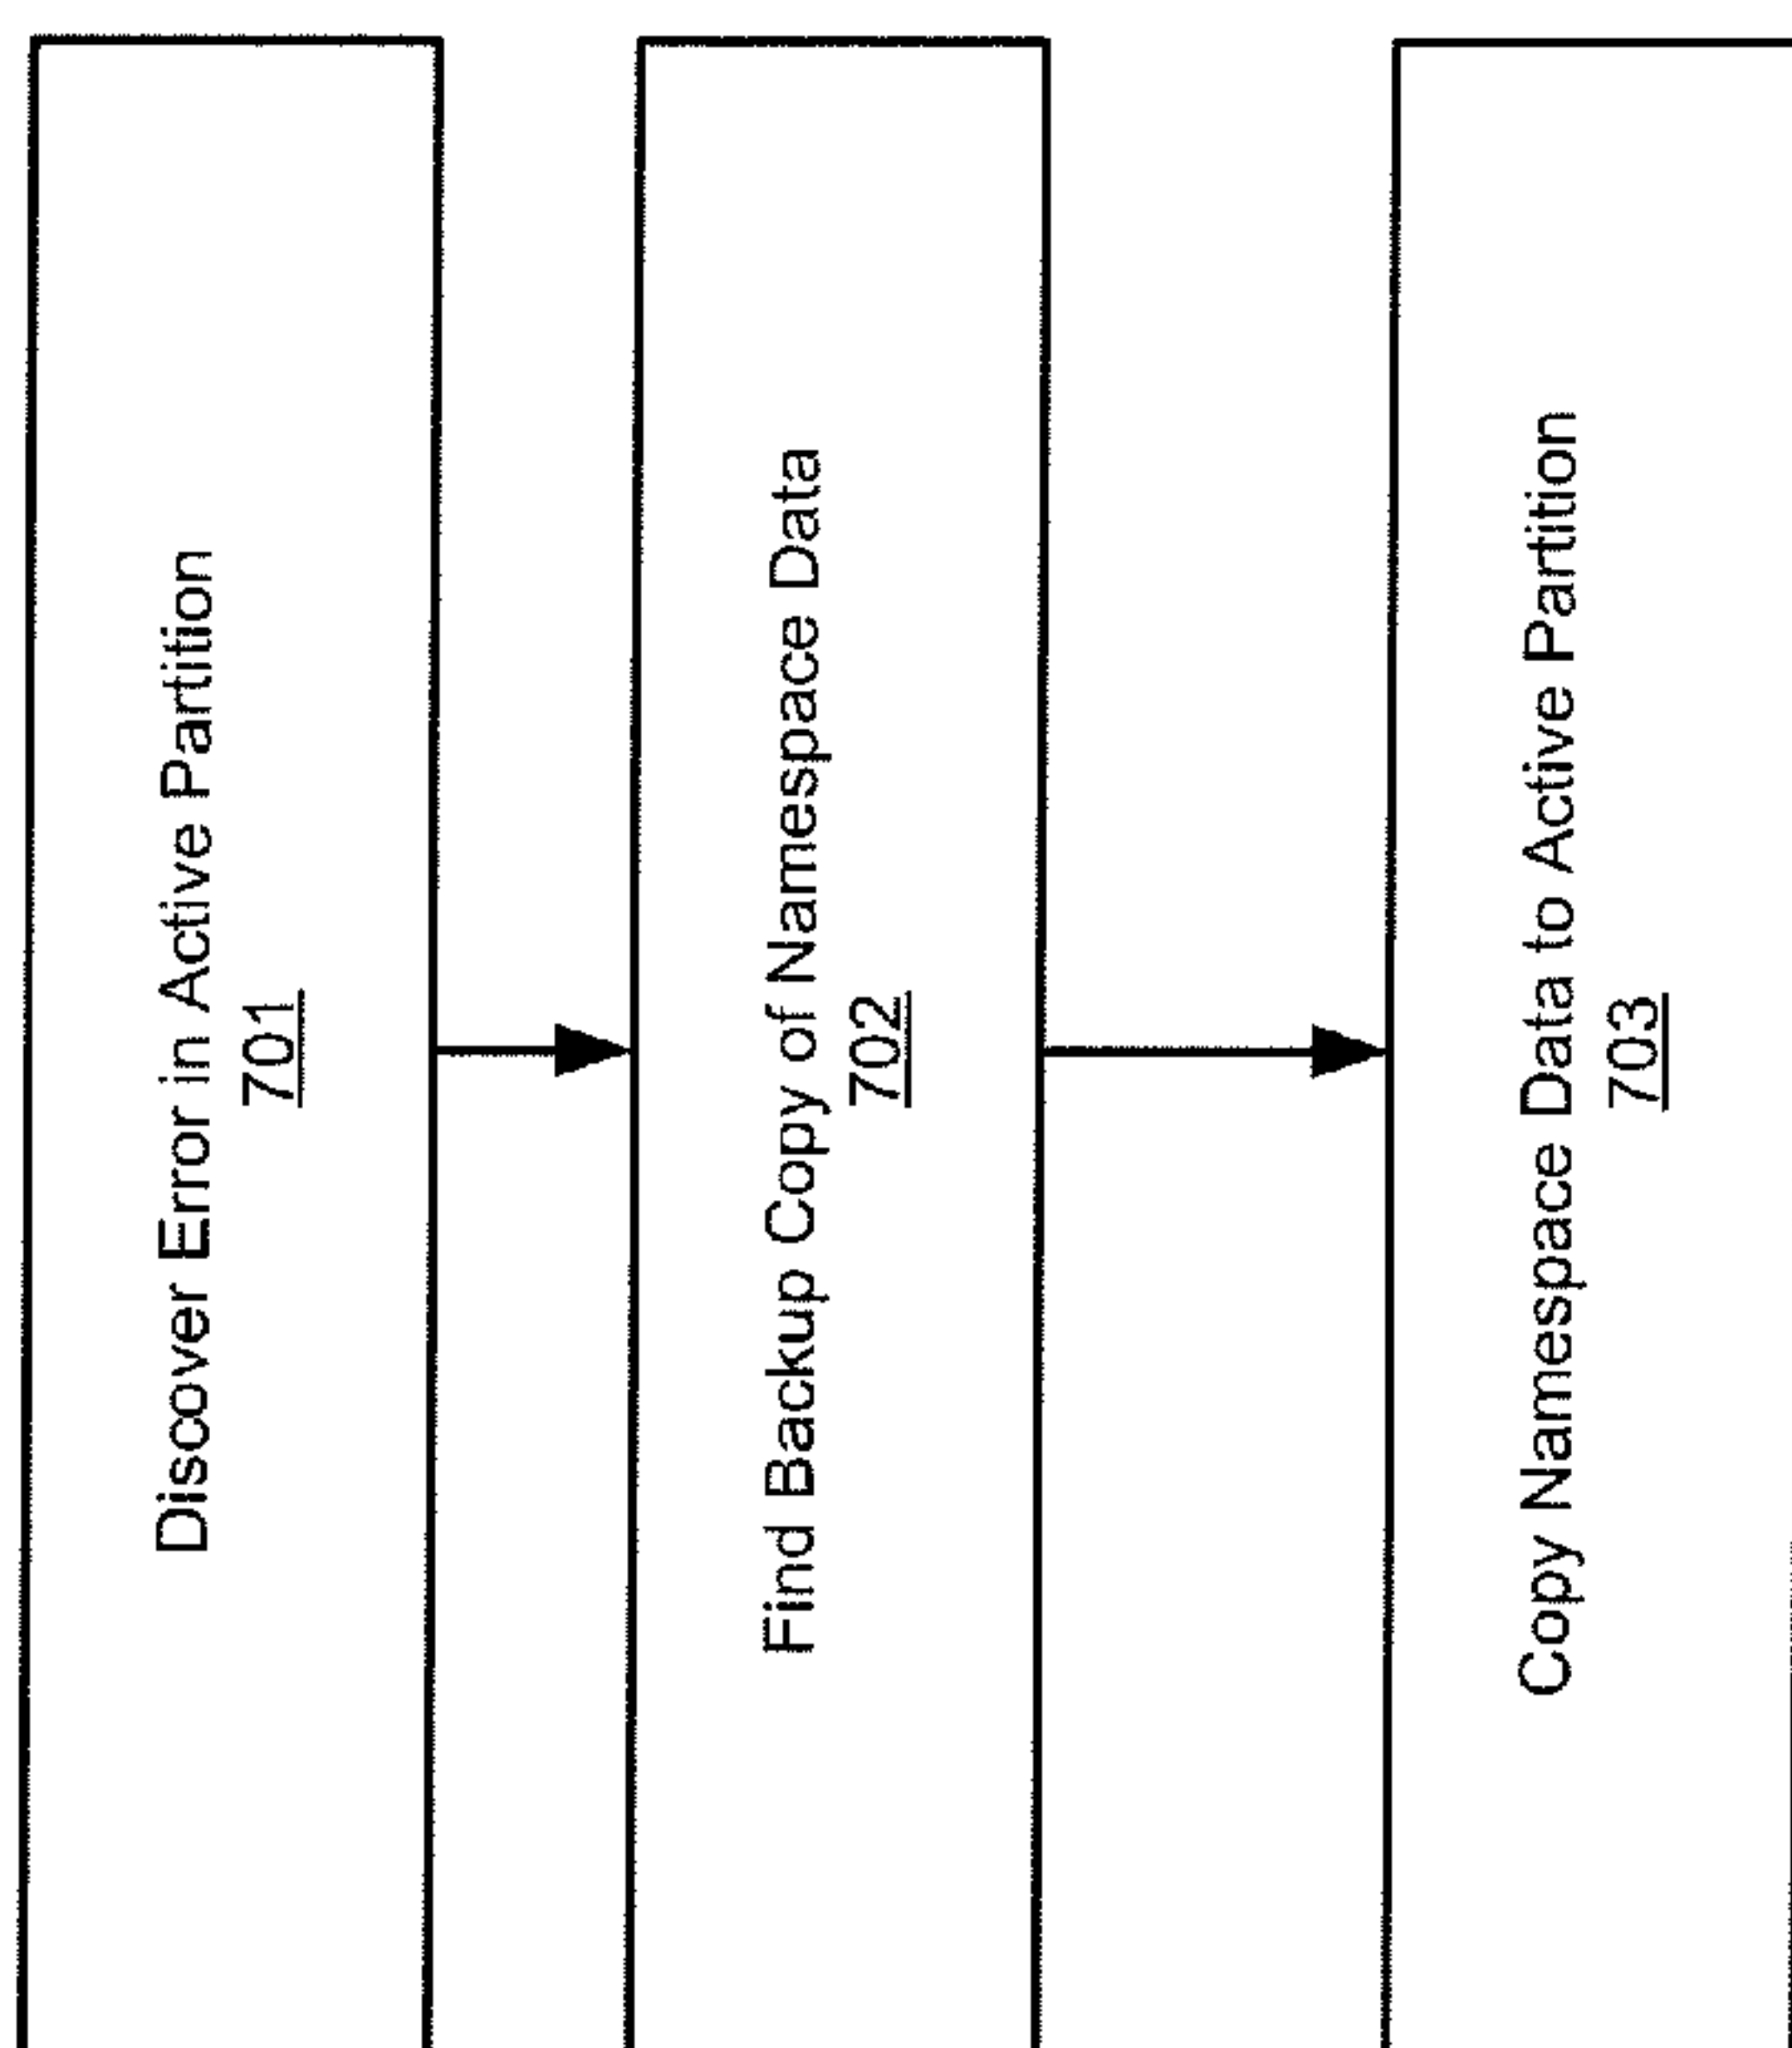 Discover Error in Active Partition
701
Find Backup Copy of Namespace Data
702
Copy Namespace Data to Active Partition
703